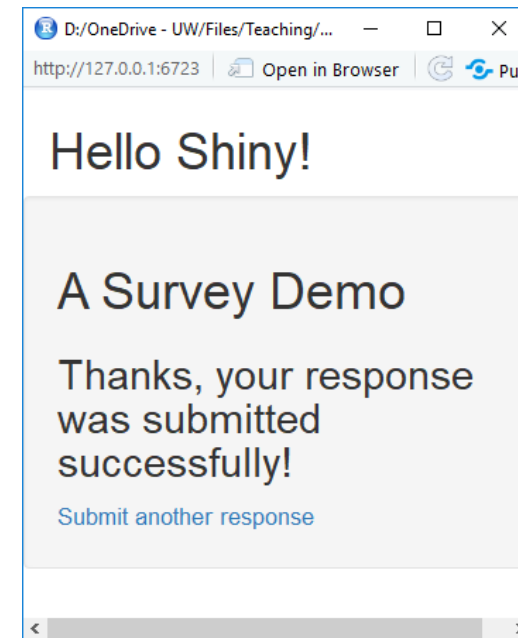 D:/OneDrive - UW/Files/Teaching/...
http://127.0.0.1:6723 Open in Browser Pu
Hello Shiny!
A Survey Demo
Thanks, your response
was submitted
successfully!
Submit another response